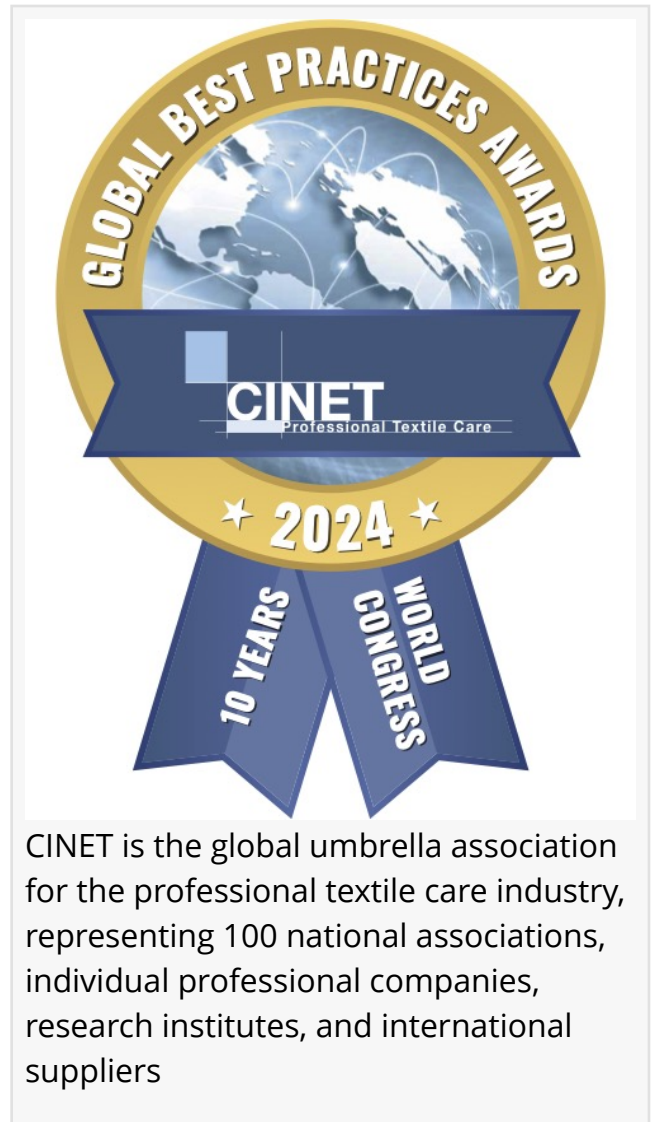 GLOBAL BEST PRACTICES AWARDS
CINET
Professional Textile Care
2024
10 YEARS
WORLD
CONGRESS
CINET is the global umbrella association
for the professional textile care industry,
representing 100 national associations,
individual professional companies,
research institutes, and international
suppliers